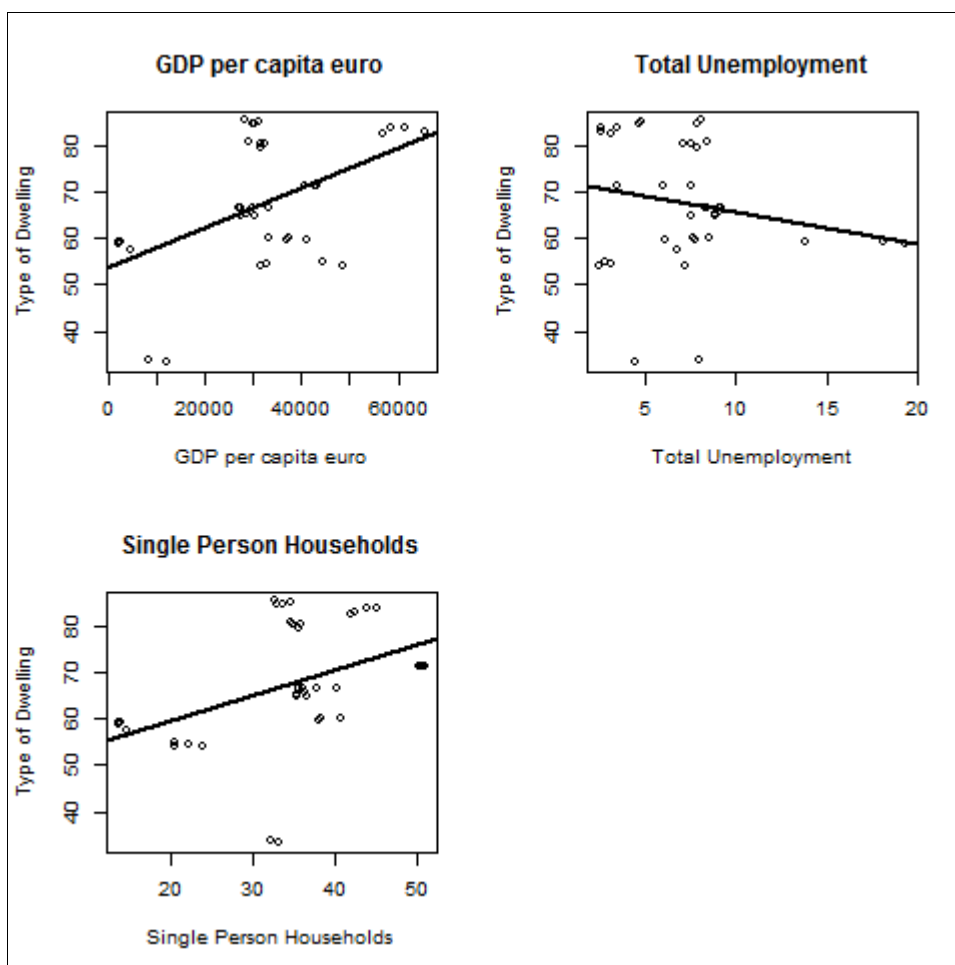 GDP per capita euro
Type of Dwelling
80
70
60
50
40
0 20000 40000 60000
GDP per capita euro
Total Unemployment
Type of Dwelling
80
70
60
50
40
5 10 15 20
Total Unemployment
Single Person Households
Type of Dwelling
80
70
60
50
40
20 30 40 50
Single Person Households